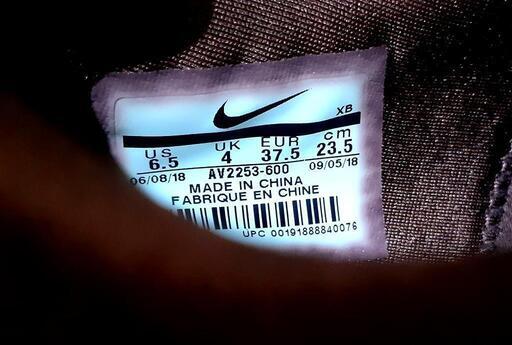 XB
US UK EUR cm
6.5 4 37.5 23.5
06/08/18 AV2253-600 09/05/18
MADE IN CHINA
FABRIQUE EN CHINE
UPC 00191888840076